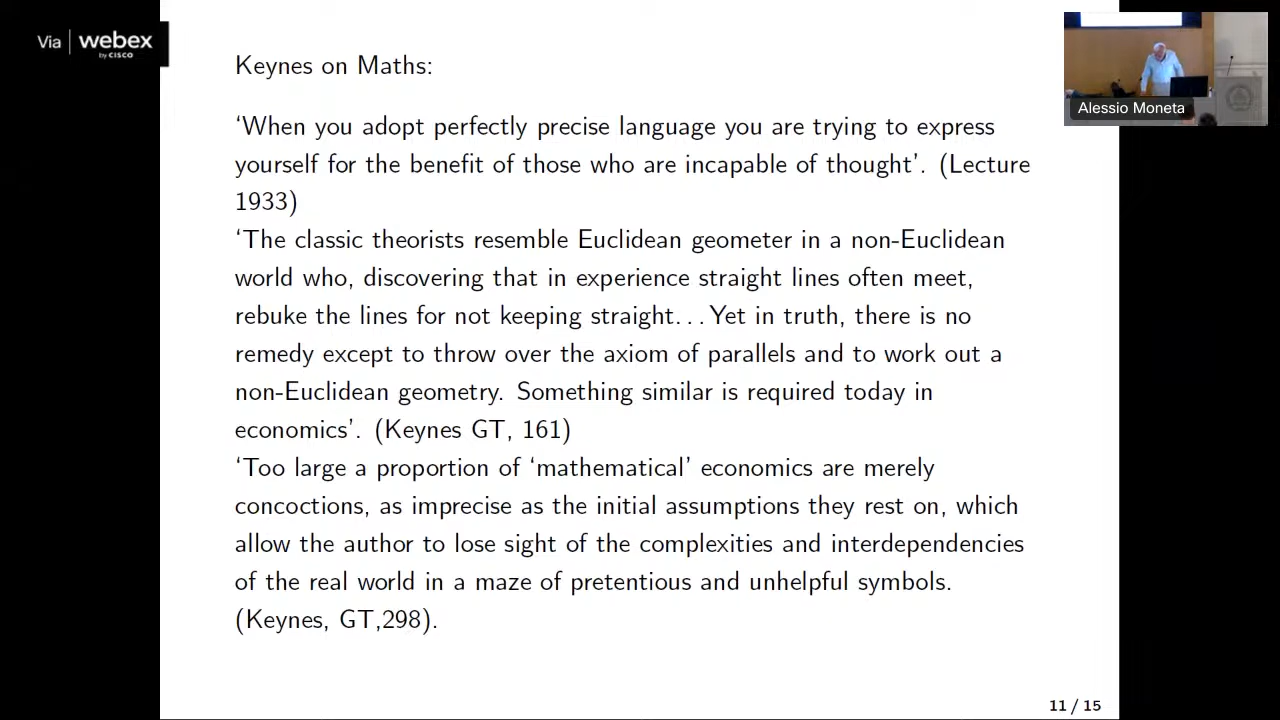 Via webex
by CISCO
Alessio Moneta
Keynes on Maths:
‘When you adopt perfectly precise language you are trying to express
yourself for the benefit of those who are incapable of thought’. (Lecture
1933)
‘The classic theorists resemble Euclidean geometer in a non-Euclidean
world who, discovering that in experience straight lines often meet,
rebuke the lines for not keeping straight...Yet in truth, there is no
remedy except to throw over the axiom of parallels and to work out a
non-Euclidean geometry. Something similar is required today in
economics’. (Keynes GT, 161)
‘Too large a proportion of ‘mathematical’ economics are merely
concoctions, as imprecise as the initial assumptions they rest on, which
allow the author to lose sight of the complexities and interdependencies
of the real world in a maze of pretentious and unhelpful symbols.
(Keynes, GT,298).
11 / 15